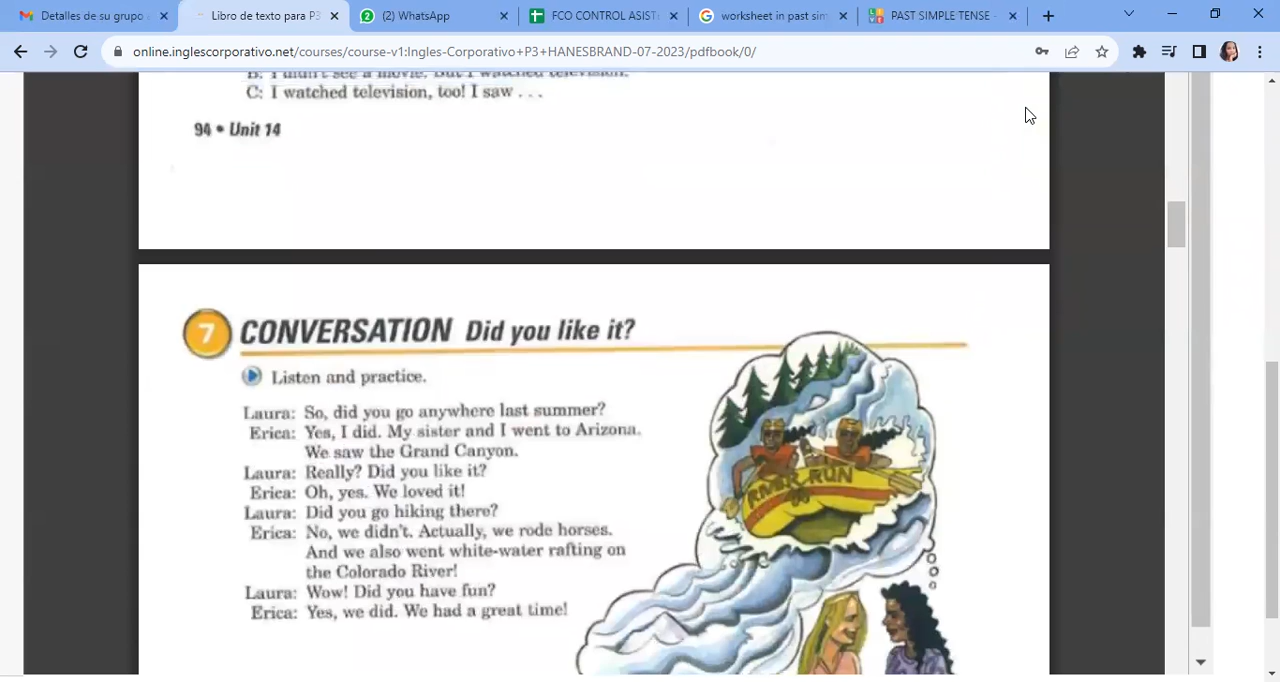 Detalles de su grupo
Libro de texto para P3
(2) WhatsApp
FCO CONTROL ASIST
worksheet in past sim
PAST SIMPLE TENSE -
online.inglescorporativo.net/courses/course-v1:Ingles-Corporativo+P3+HANESBRAND-07-2023/pdfbook/0/
B: I didn't see a movie. But I watched television.
C: I watched television, too! I saw . . .
94 • Unit 14
7 CONVERSATION Did you like it?
Listen and practice.
Laura: So, did you go anywhere last summer?
Erica: Yes, I did. My sister and I went to Arizona.
We saw the Grand Canyon.
Laura: Really? Did you like it?
Erica: Oh, yes. We loved it!
Laura: Did you go hiking there?
Erica: No, we didn't. Actually, we rode horses.
And we also went white-water rafting on
the Colorado River!
Laura: Wow! Did you have fun?
Erica: Yes, we did. We had a great time!
RIVER RUN